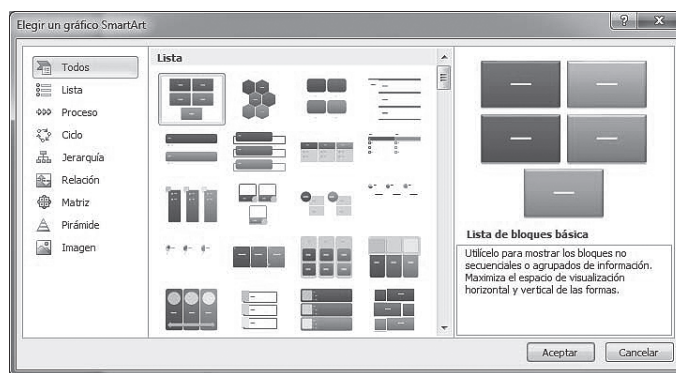 Elegir un gráfico SmartArt
Todos
Lista
Proceso
Ciclo
Jerarquía
Relación
Matriz
Pirámide
Imagen
Lista
Lista de bloques básica
Utilícelo para mostrar los bloques no
secuenciales o agrupados de información.
Maximiza el espacio de visualización
horizontal y vertical de las formas.
Aceptar
Cancelar